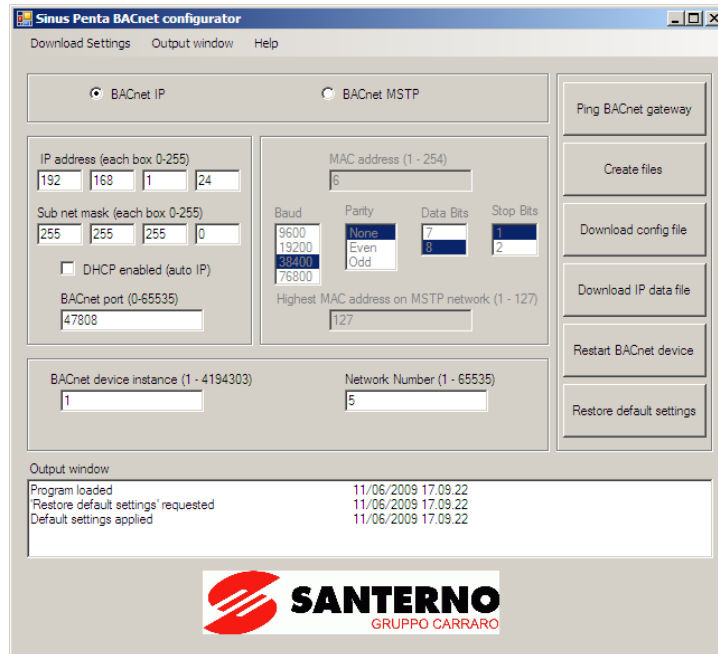 Sinus Penta BACnet configurator
Download Settings Output window Help
BACnet IP BACnet MSTP
Ping BACnet gateway
Create files
Download config file
Download IP data file
Restart BACnet device
Restore default settings
IP address (each box 0-255)
192 168 1 24
Sub net mask (each box 0-255)
255 255 255 0
DHCP enabled (auto IP)
BACnet port (0-65535)
47808
MAC address (1 - 254)
6
Baud Parity Data Bits Stop Bits
9600 None 7 1
19200 Even 8 2
38400 Odd
76800
Highest MAC address on MSTP network (1 - 127)
127
BACnet device instance (1 - 4194303) Network Number (1 - 65535)
1 5
Output window
Program loaded 11/06/2009 17.09.22
'Restore default settings' requested 11/06/2009 17.09.22
Default settings applied 11/06/2009 17.09.22
SANTERNO
GRUPPO CARRARO